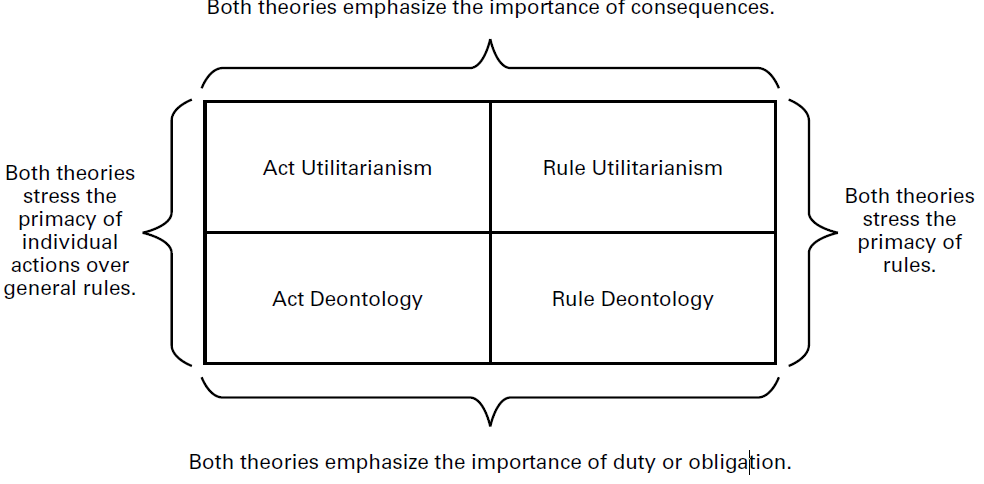 Both theories emphasize the importance of consequences.
Act Utilitarianism
Rule Utilitarianism
Both theories
stress the
primacy of
individual
actions over
general rules.
Both theories
stress the
primacy of
rules.
Act Deontology
Rule Deontology
Both theories emphasize the importance of duty or obligation.